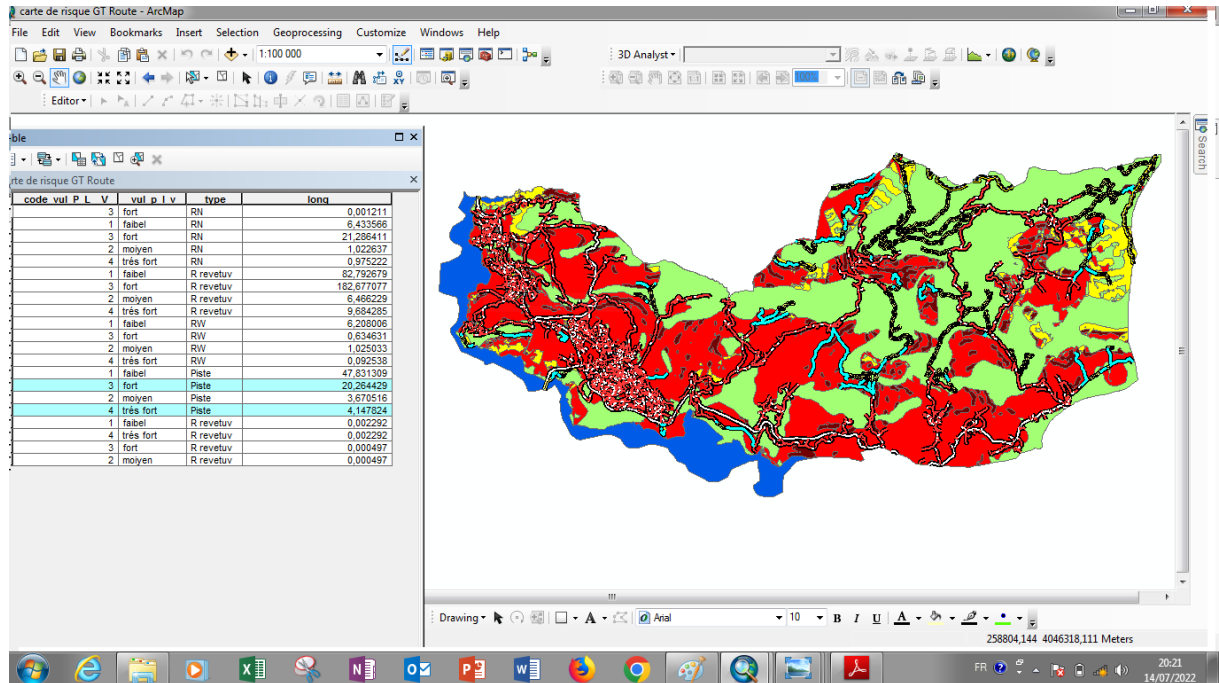 carte de risque GT Route - ArcMap
File Edit View Bookmarks Insert Selection Geoprocessing Customize Windows Help
1:100 000 3D Analyst
100%
Editor
ble
rte de risque GT Route
code_vul_P_L_V vul_p_l_v type long
3 fort RN 0,001211
1 faibel RN 6,433566
3 fort RN 21,286411
2 moiyen RN 1,022637
4 trés fort RN 0,975222
1 faibel R revetuv 82,792679
3 fort R revetuv 182,677077
2 moiyen R revetuv 6,466229
4 trés fort R revetuv 9,684285
1 faibel RW 6,208006
3 fort RW 0,634631
2 moiyen RW 1,025033
4 trés fort RW 0,092538
1 faibel Piste 47,831309
3 fort Piste 20,264429
2 moiyen Piste 3,670516
4 trés fort Piste 4,147824
1 faibel R revetuv 0,002292
4 trés fort R revetuv 0,002292
3 fort R revetuv 0,000497
2 moiyen R revetuv 0,000497
Search
Drawing A Arial 10 B I U A
258804,144 4046318,111 Meters
FR 20:21
14/07/2022